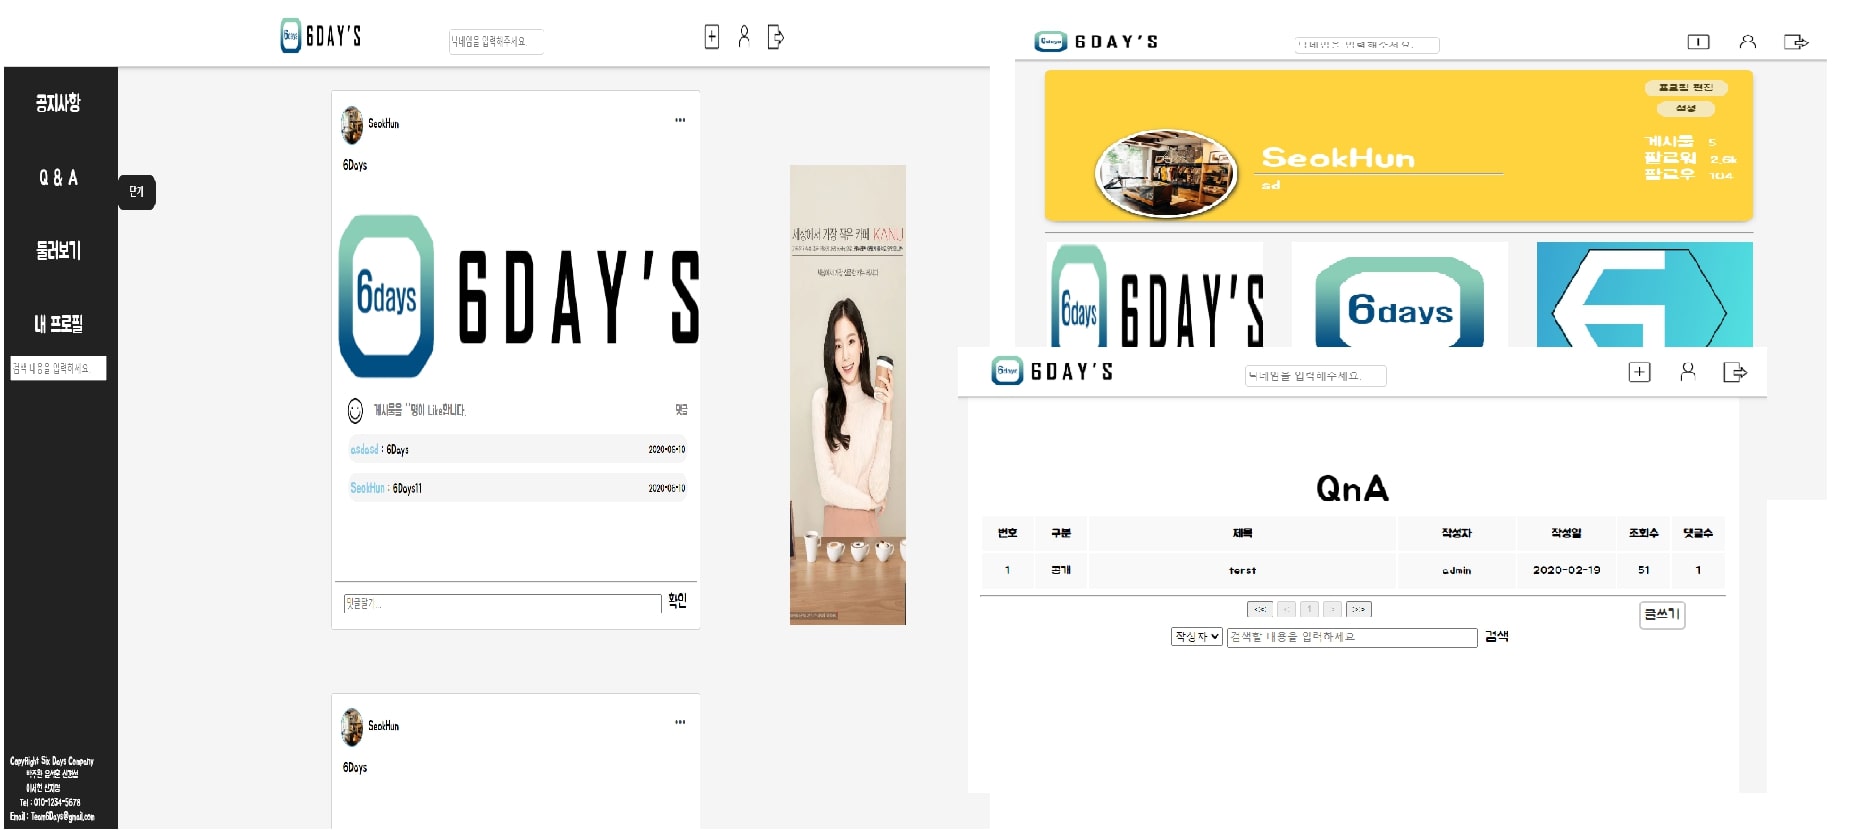 6days 6DAY'S
닉네임을 입력해주세요.
공지사항
Q & A
닫기
둘러보기
내 프로필
검색 내용을 입력하세요
Copyright Six Days Company
Tel : 010-1234-5678
Email : Team6Days@gmail.com
SeokHun
6Days
6days 6DAY'S
게시물을 ""명이 Like합니다.
댓글
asdasd : 6Days
2020-06-10
SeokHun : 6Days11
2020-06-10
댓글달기...
확인
SeokHun
6Days
세상에서 가장 작은 카페 KANU
6days 6DAY'S
닉네임을 입력해주세요.
프로필 편집
설정
SeokHun
sd
게시물 5
팔로워 2.6k
팔로우 104
6days 6DAY'S
6days
6days 6DAY'S
닉네임을 입력해주세요.
QnA
번호 구분 제목 작성자 작성일 조회수 댓글수
1 공개 terst admin 2020-02-19 51 1
<< < 1 > >>
글쓰기
작성자 검색할 내용을 입력하세요 검색